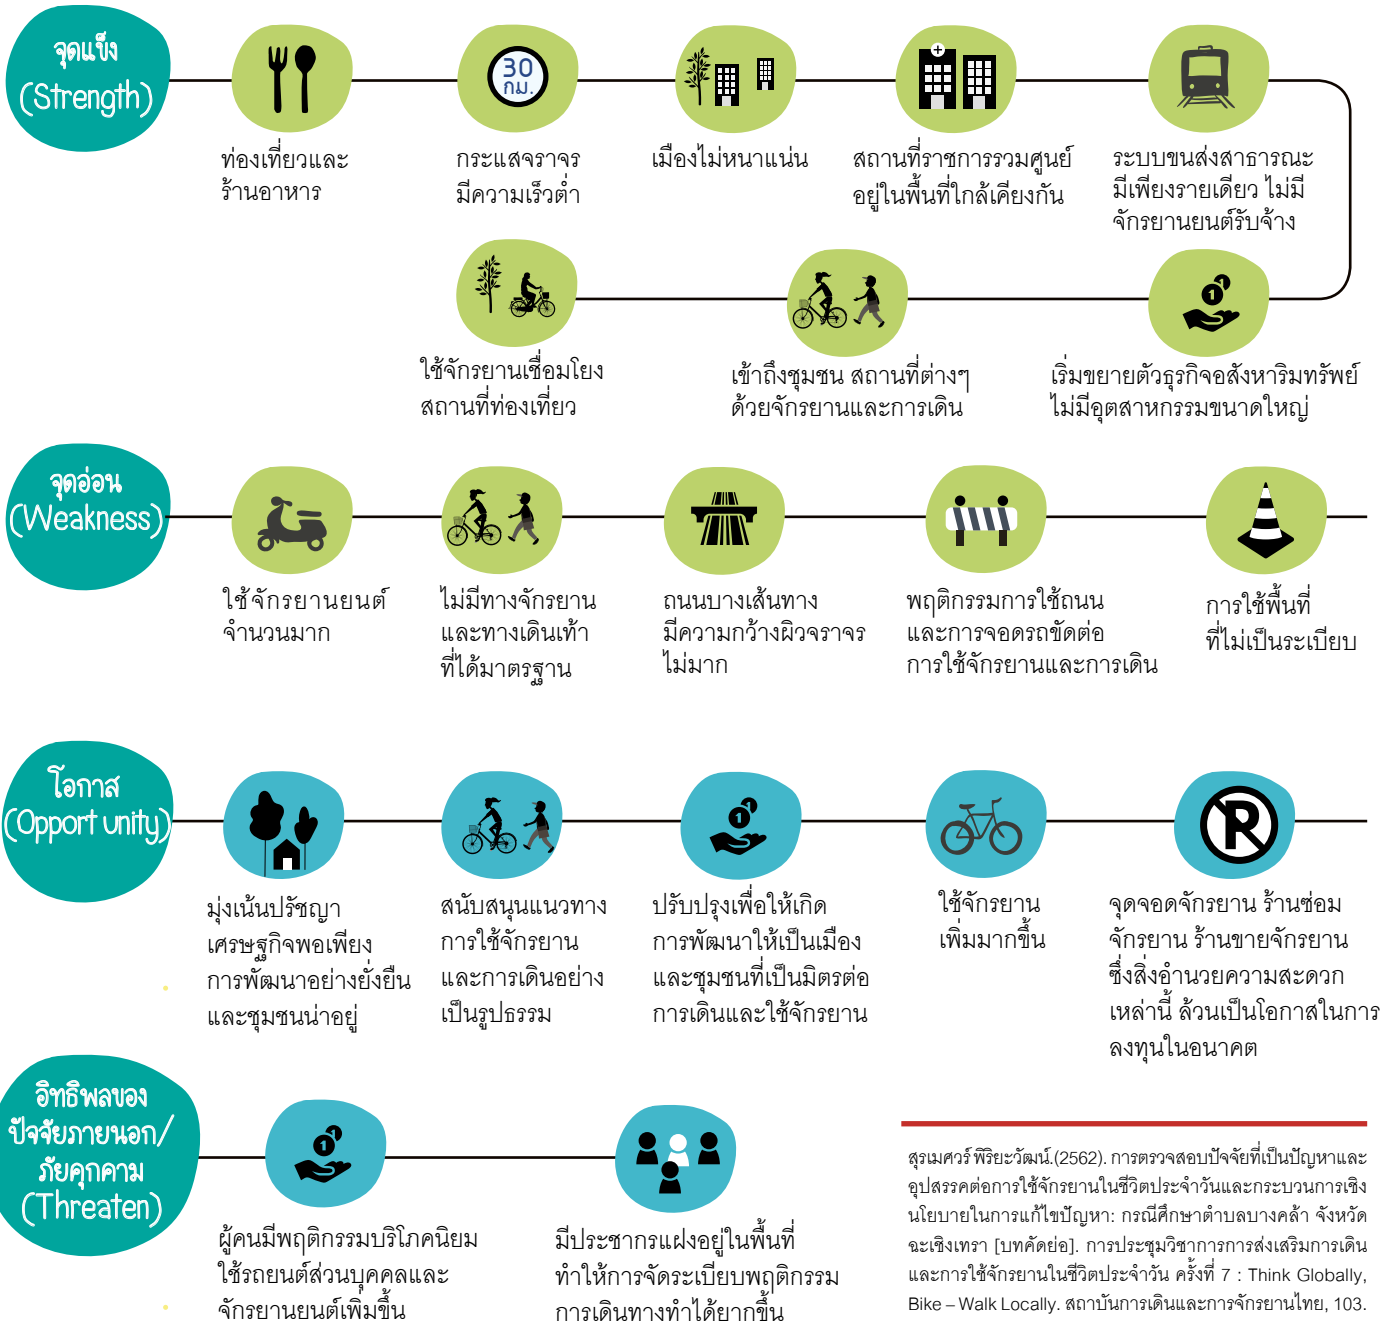 จุดแข็ง
(Strength)
30
กม.
ท่องเที่ยวและ
ร้านอาหาร
กระแสจราจร
มีความเร็วต่ำ
เมืองไม่หนาแน่น
สถานที่ราชการรวมศูนย์
อยู่ในพื้นที่ใกล้เคียงกัน
ระบบขนส่งสาธารณะ
มีเพียงรายเดียว ไม่มี
จักรยานยนต์รับจ้าง
ใช้จักรยานเชื่อมโยง
สถานที่ท่องเที่ยว
เข้าถึงชุมชน สถานที่ต่างๆ
ด้วยจักรยานและการเดิน
1
1
เริ่มขยายตัวธุรกิจอสังหาริมทรัพย์
ไม่มีอุตสาหกรรมขนาดใหญ่
จุดอ่อน
(Weakness)
ใช้จักรยานยนต์
จำนวนมาก
ไม่มีทางจักรยาน
และทางเดินเท้า
ที่ได้มาตรฐาน
ถนนบางเส้นทาง
มีความกว้างผิวจราจร
ไม่มาก
พฤติกรรมการใช้ถนน
และการจอดรถขัดต่อ
การใช้จักรยานและการเดิน
การใช้พื้นที่
ที่ไม่เป็นระเบียบ
โอกาส
(Opport unity)
มุ่งเน้นปรัชญา
เศรษฐกิจพอเพียง
การพัฒนาอย่างยั่งยืน
และชุมชนน่าอยู่
สนับสนุนแนวทาง
การใช้จักรยาน
และการเดินอย่าง
เป็นรูปธรรม
1
1
ปรับปรุงเพื่อให้เกิด
การพัฒนาให้เป็นเมือง
และชุมชนที่เป็นมิตรต่อ
การเดินและใช้จักรยาน
ใช้จักรยาน
เพิ่มมากขึ้น
P
จุดจอดจักรยาน ร้านซ่อม
จักรยาน ร้านขายจักรยาน
ซึ่งสิ่งอำนวยความสะดวก
เหล่านี้ ล้วนเป็นโอกาสในการ
ลงทุนในอนาคต
อิทธิพลของ
ปัจจัยภายนอก/
ภัยคุกคาม
(Threaten)
1
1
ผู้คนมีพฤติกรรมบริโภคนิยม
ใช้รถยนต์ส่วนบุคคลและ
จักรยานยนต์เพิ่มขึ้น
มีประชากรแฝงอยู่ในพื้นที่
ทำให้การจัดระเบียบพฤติกรรม
การเดินทางทำได้ยากขึ้น
สุรเมศวร์ พิริยะวัฒน์.(2562). การตรวจสอบปัจจัยที่เป็นปัญหาและ
อุปสรรคต่อการใช้จักรยานในชีวิตประจำวันและกระบวนการเชิง
นโยบายในการแก้ไขปัญหา: กรณีศึกษาตำบลบางคล้า จังหวัด
ฉะเชิงเทรา [บทคัดย่อ]. การประชุมวิชาการการส่งเสริมการเดิน
และการใช้จักรยานในชีวิตประจำวัน ครั้งที่ 7 : Think Globally,
Bike – Walk Locally. สถาบันการเดินและการจักรยานไทย, 103.